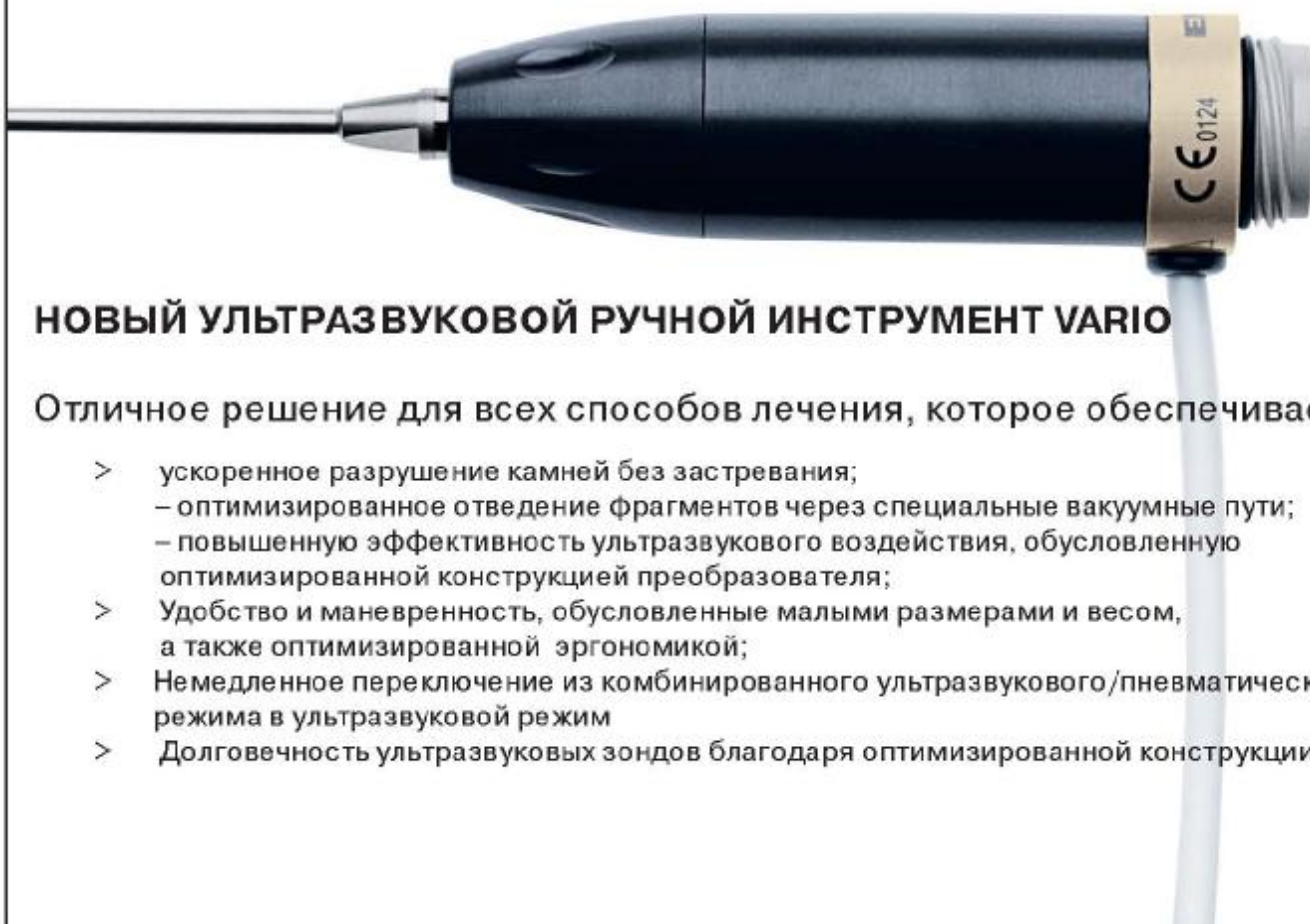 CE 0124
НОВЫЙ УЛЬТРАЗВУКОВОЙ РУЧНОЙ ИНСТРУМЕНТ VARIO
Отличное решение для всех способов лечения, которое обеспечивае
> ускоренное разрушение камней без застревания;
– оптимизированное отведение фрагментов через специальные вакуумные пути;
– повышенную эффективность ультразвукового воздействия, обусловленную
оптимизированной конструкцией преобразователя;
> Удобство и маневренность, обусловленные малыми размерами и весом,
а также оптимизированной эргономикой;
> Немедленное переключение из комбинированного ультразвукового/пневматическ
режима в ультразвуковой режим
> Долговечность ультразвуковых зондов благодаря оптимизированной конструкции